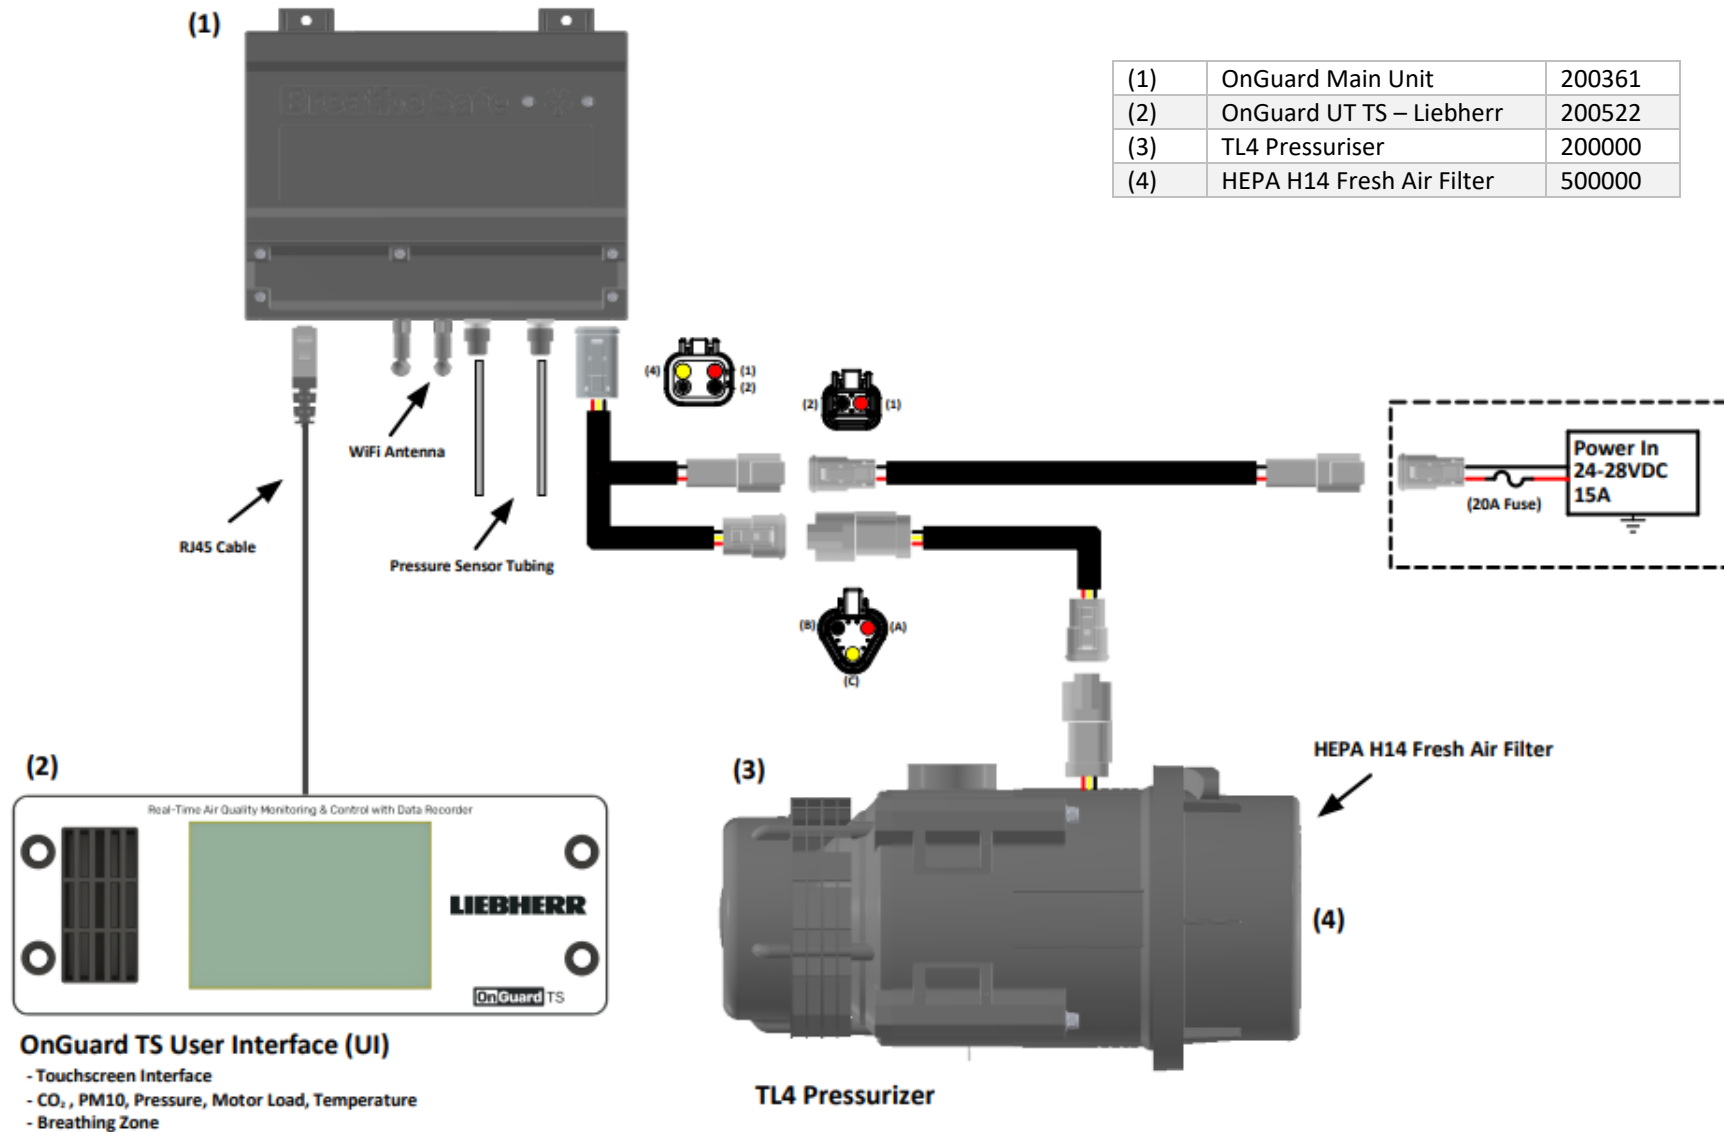 (1)
BreatheSafe
(1) OnGuard Main Unit 200361
(2) OnGuard UT TS – Liebherr 200522
(3) TL4 Pressuriser 200000
(4) HEPA H14 Fresh Air Filter 500000
(4)
(1)
(2)
(2)
(1)
WiFi Antenna
RJ45 Cable
Pressure Sensor Tubing
Power In
24-28VDC
15A
(20A Fuse)
(B)
(A)
(C)
(2)
Real-Time Air Quality Monitoring & Control with Data Recorder
LIEBHERR
OnGuard TS
(3)
HEPA H14 Fresh Air Filter
(4)
OnGuard TS User Interface (UI)
- Touchscreen Interface
- CO₂ , PM10, Pressure, Motor Load, Temperature
- Breathing Zone
TL4 Pressurizer